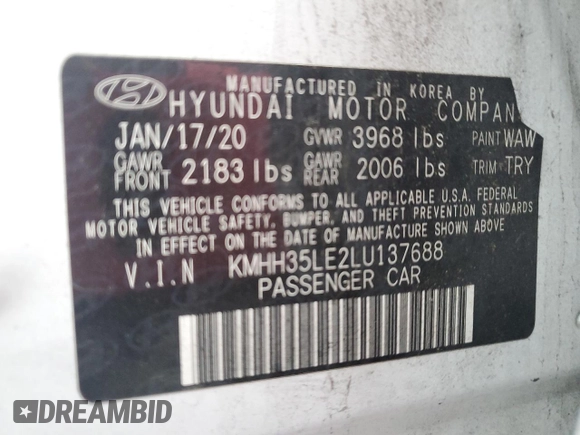 MANUFACTURED IN KOREA BY
HYUNDAI MOTOR COMPAN
JAN/17/20 GVWR 3968 lbs PAINT WAW
GAWR FRONT 2183 lbs GAWR REAR 2006 lbs TRIM TRY
THIS VEHICLE CONFORMS TO ALL APPLICABLE U.S.A. FEDERAL
MOTOR VEHICLE SAFETY, BUMPER, AND THEFT PREVENTION STANDARDS
IN EFFECT ON THE DATE OF MANUFACTURE SHOWN ABOVE
V.I.N KMHH35LE2LU137688
PASSENGER CAR
DREAMBID